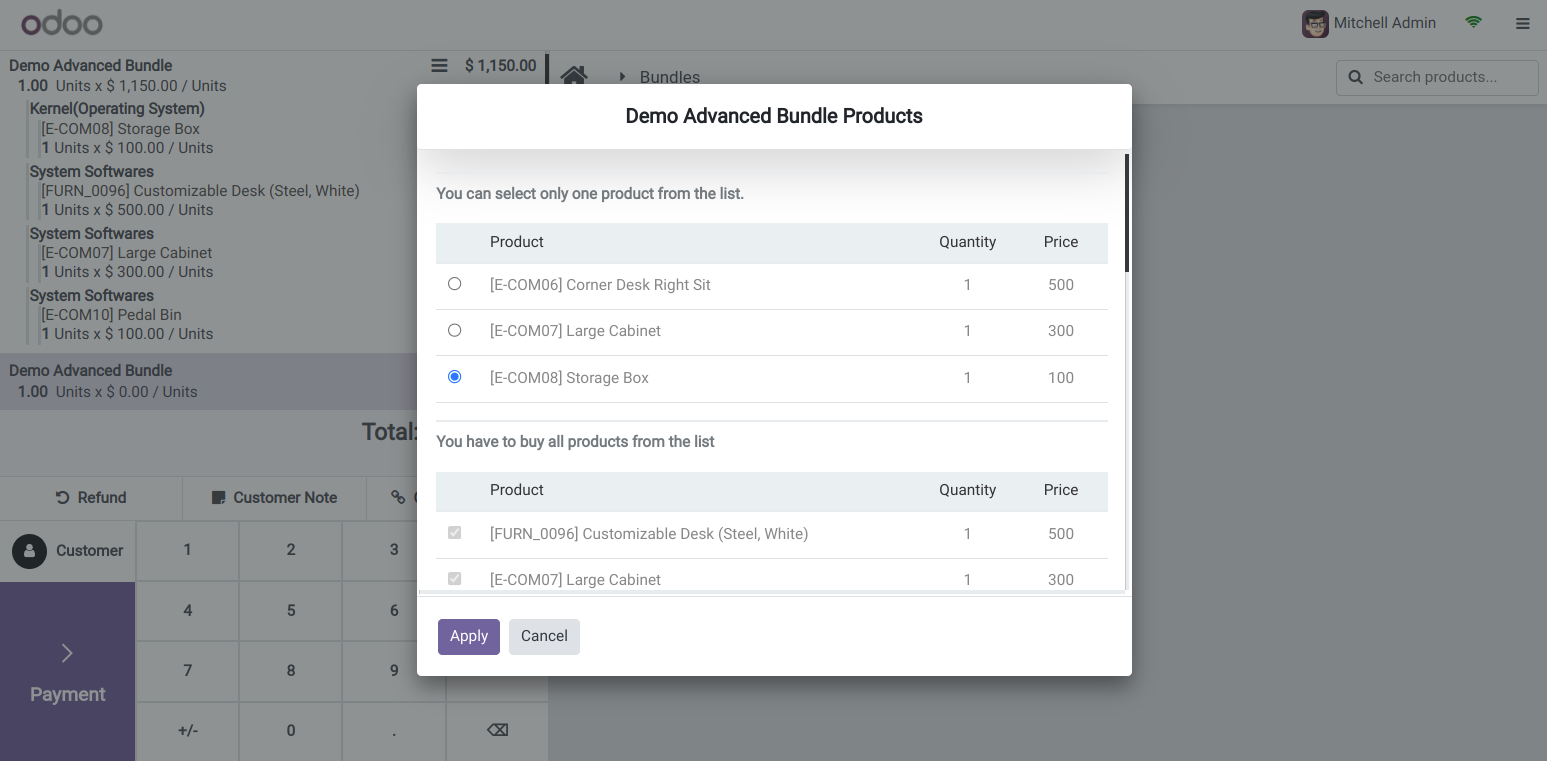 odoo
Mitchell Admin
Demo Advanced Bundle $ 1,150.00
1.00 Units x $ 1,150.00 / Units
Kernel(Operating System)
[E-COM08] Storage Box
1 Units x $ 100.00 / Units
System Softwares
[FURN_0096] Customizable Desk (Steel, White)
1 Units x $ 500.00 / Units
System Softwares
[E-COM07] Large Cabinet
1 Units x $ 300.00 / Units
System Softwares
[E-COM10] Pedal Bin
1 Units x $ 100.00 / Units
Demo Advanced Bundle
1.00 Units x $ 0.00 / Units
Total:
Refund Customer Note
Customer 1 2 3
4 5 6
7 8 9
Payment
+/- 0 .
Bundles
Search products...
Demo Advanced Bundle Products
You can select only one product from the list.
Product Quantity Price
[E-COM06] Corner Desk Right Sit 1 500
[E-COM07] Large Cabinet 1 300
[E-COM08] Storage Box 1 100
You have to buy all products from the list
Product Quantity Price
[FURN_0096] Customizable Desk (Steel, White) 1 500
[E-COM07] Large Cabinet 1 300
Apply Cancel